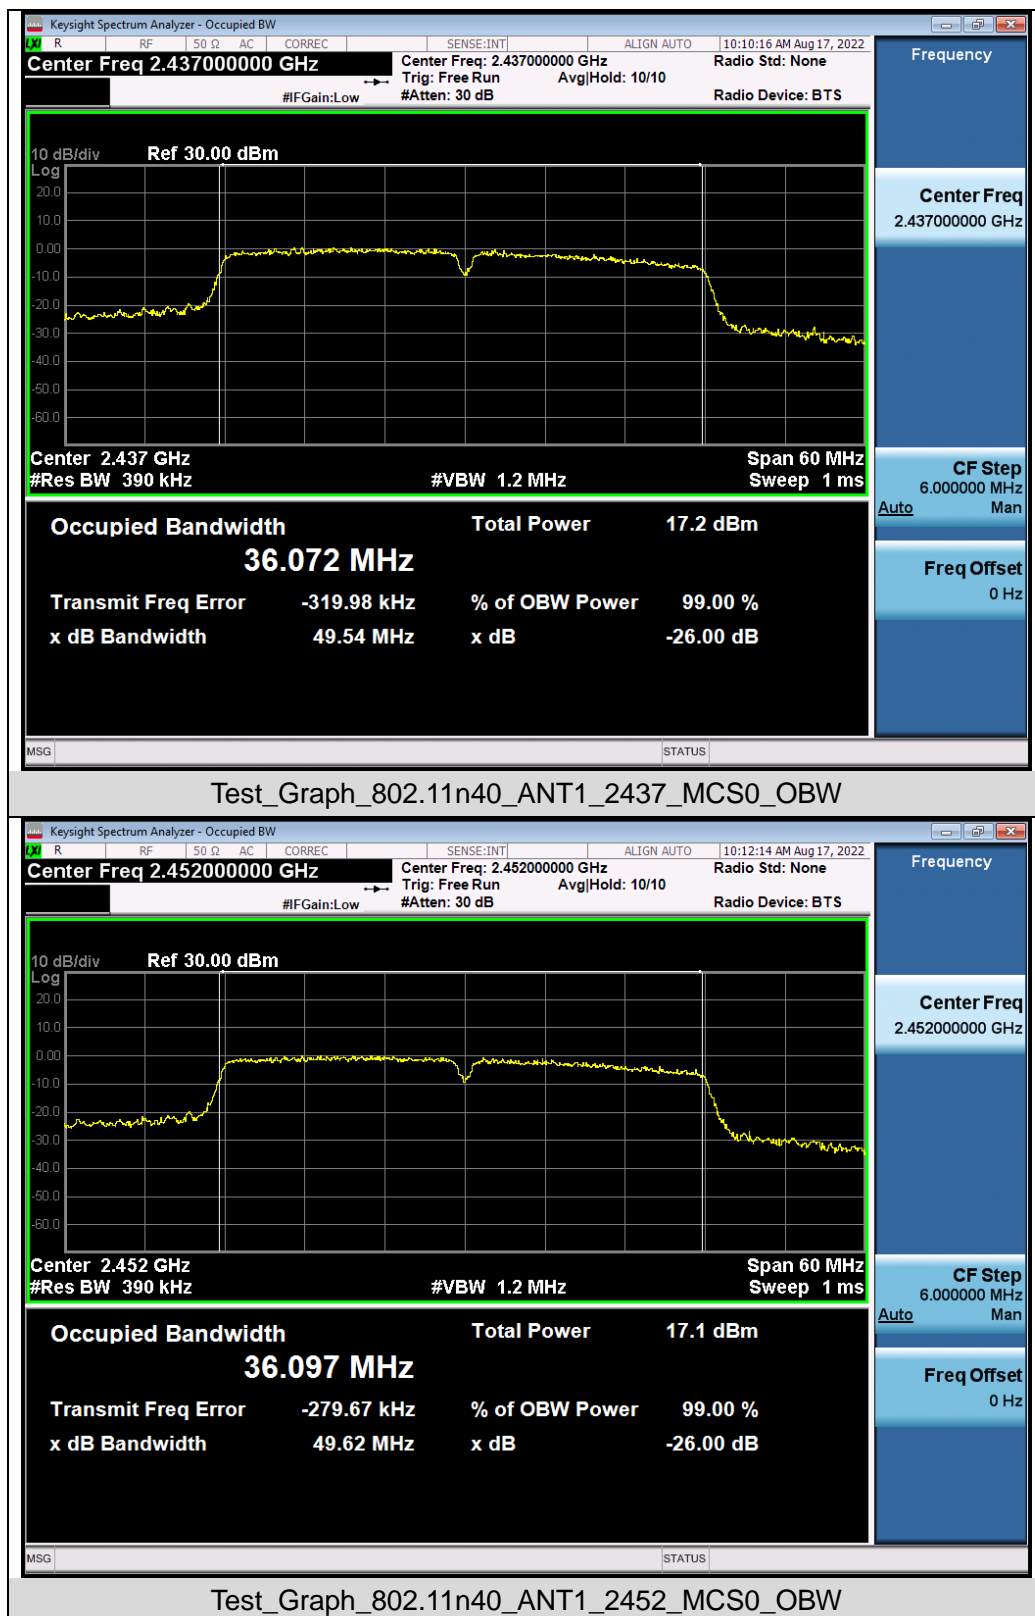 Keysight Spectrum Analyzer - Occupied BW
LXI R RF 50 Ω AC CORREC SENSE:INT ALIGN AUTO 10:10:16 AM Aug 17, 2022
Center Freq 2.437000000 GHz
Center Freq: 2.437000000 GHz Radio Std: None
Trig: Free Run Avg|Hold: 10/10
#IFGain:Low #Atten: 30 dB Radio Device: BTS
Frequency
10 dB/div Ref 30.00 dBm
Log
20.0
10.0
0.00
-10.0
-20.0
-30.0
-40.0
-50.0
-60.0
Center 2.437 GHz Span 60 MHz
#Res BW 390 kHz #VBW 1.2 MHz Sweep 1 ms
Center Freq
2.437000000 GHz
CF Step
6.000000 MHz
Auto Man
Freq Offset
0 Hz
Occupied Bandwidth Total Power 17.2 dBm
36.072 MHz
Transmit Freq Error -319.98 kHz % of OBW Power 99.00 %
x dB Bandwidth 49.54 MHz x dB -26.00 dB
MSG STATUS
Test_Graph_802.11n40_ANT1_2437_MCS0_OBW
Keysight Spectrum Analyzer - Occupied BW
LXI R RF 50 Ω AC CORREC SENSE:INT ALIGN AUTO 10:12:14 AM Aug 17, 2022
Center Freq 2.452000000 GHz
Center Freq: 2.452000000 GHz Radio Std: None
Trig: Free Run Avg|Hold: 10/10
#IFGain:Low #Atten: 30 dB Radio Device: BTS
Frequency
10 dB/div Ref 30.00 dBm
Log
20.0
10.0
0.00
-10.0
-20.0
-30.0
-40.0
-50.0
-60.0
Center 2.452 GHz Span 60 MHz
#Res BW 390 kHz #VBW 1.2 MHz Sweep 1 ms
Center Freq
2.452000000 GHz
CF Step
6.000000 MHz
Auto Man
Freq Offset
0 Hz
Occupied Bandwidth Total Power 17.1 dBm
36.097 MHz
Transmit Freq Error -279.67 kHz % of OBW Power 99.00 %
x dB Bandwidth 49.62 MHz x dB -26.00 dB
MSG STATUS
Test_Graph_802.11n40_ANT1_2452_MCS0_OBW